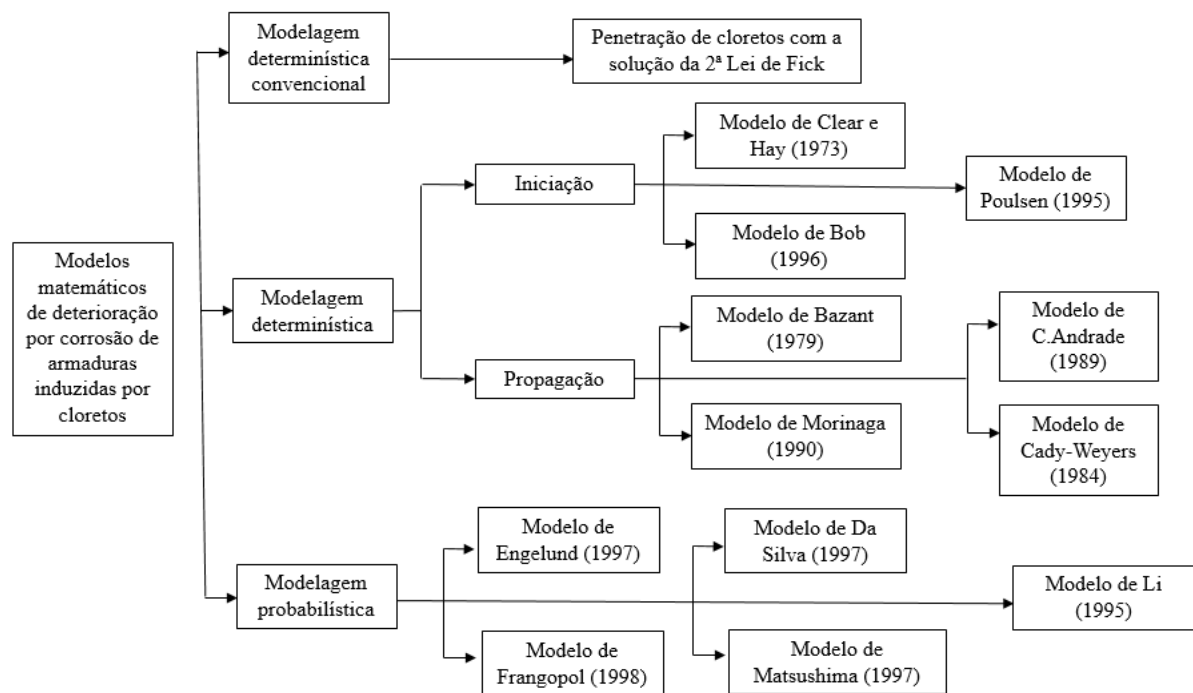 Modelos
matemáticos
de deterioração
por corrosão de
armaduras
induzidas por
cloretos
Modelagem
determinística
convencional
Penetração de cloretos com a
solução da 2ª Lei de Fick
Modelagem
determinística
Iniciação
Modelo de Clear e
Hay (1973)
Modelo de Bob
(1996)
Modelo de
Poulsen (1995)
Propagação
Modelo de Bazant
(1979)
Modelo de Morinaga
(1990)
Modelo de
C.Andrade
(1989)
Modelo de
Cady-Weyers
(1984)
Modelagem
probabilística
Modelo de
Engelund (1997)
Modelo de
Frangopol (1998)
Modelo de Da
Silva (1997)
Modelo de
Matsushima (1997)
Modelo de Li
(1995)